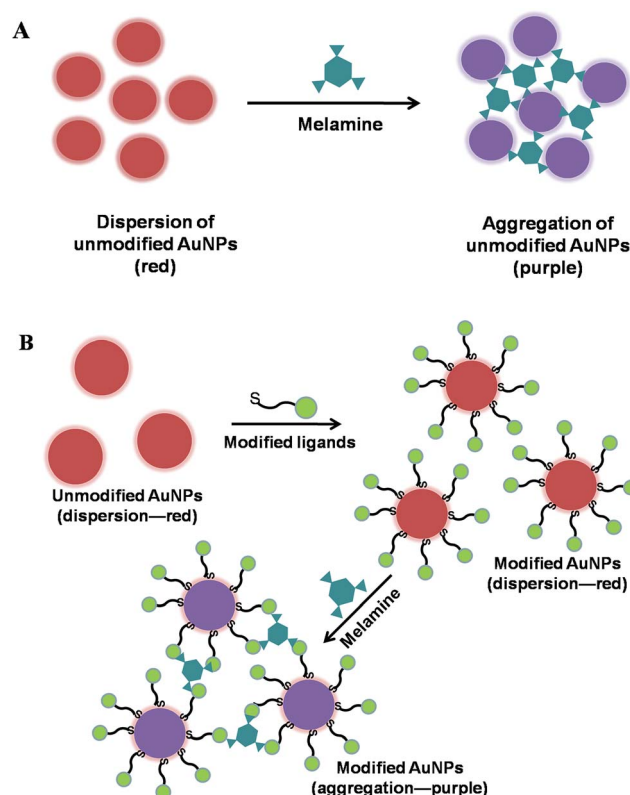 A
Melamine
Dispersion of
unmodified AuNPs
(red)
Aggregation of
unmodified AuNPs
(purple)
B
S
Modified ligands
Unmodified AuNPs
(dispersion—red)
S S S S S S S S S
S S S S S S S S S
S S S S S S S S S
Modified AuNPs
(dispersion—red)
Melamine
S S S S S S S S S
S S S S S S S S S
S S S S S S S S S
Modified AuNPs
(aggregation—purple)